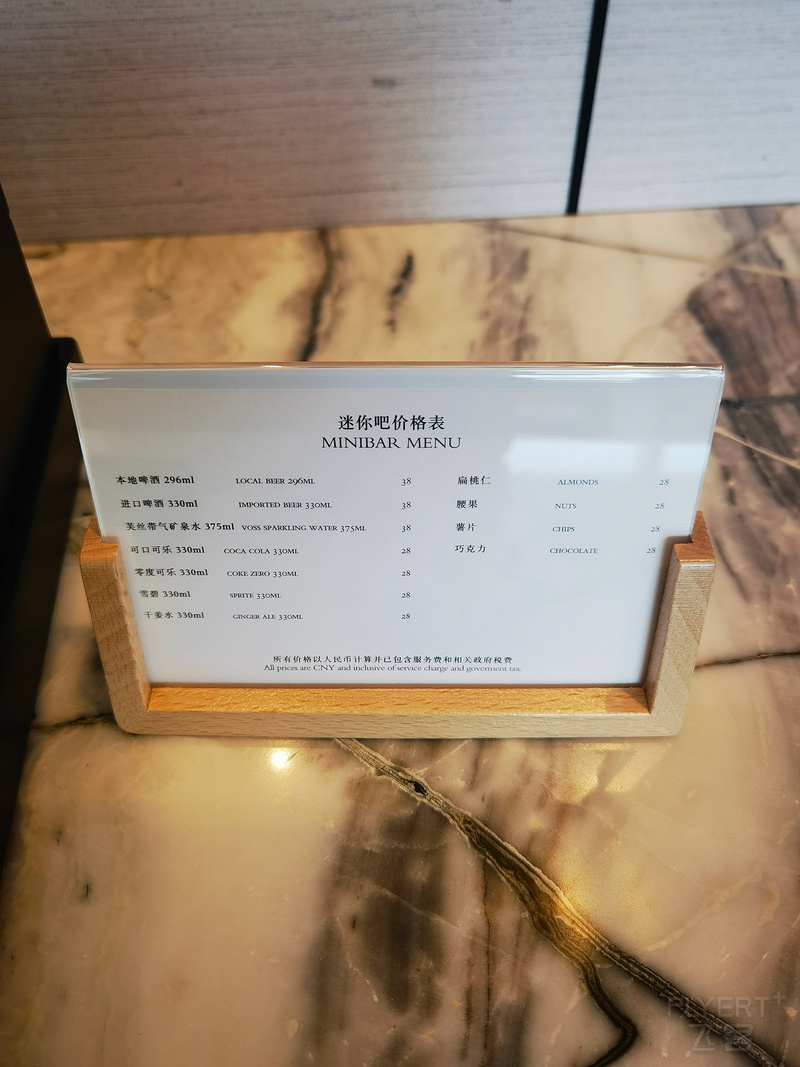 迷你吧价格表
MINIBAR MENU
本地啤酒 296ml LOCAL BEER 296ML 38
进口啤酒 330ml IMPORTED BEER 330ML 38
芙丝带气矿泉水 375ml VOSS SPARKLING WATER 375ML 38
可口可乐 330ml COCA COLA 330ML 28
零度可乐 330ml COKE ZERO 330ML 28
雪碧 330ml SPRITE 330ML 28
干姜水 330ml GINGER ALE 330ML 28
扁桃仁 ALMONDS 28
腰果 NUTS 28
薯片 CHIPS 28
巧克力 CHOCOLATE 28
所有价格以人民币计算并已包含服务费和相关政府税费
All prices are CNY and inclusive of service charge and goverment tax.
FLYERT+
飞客